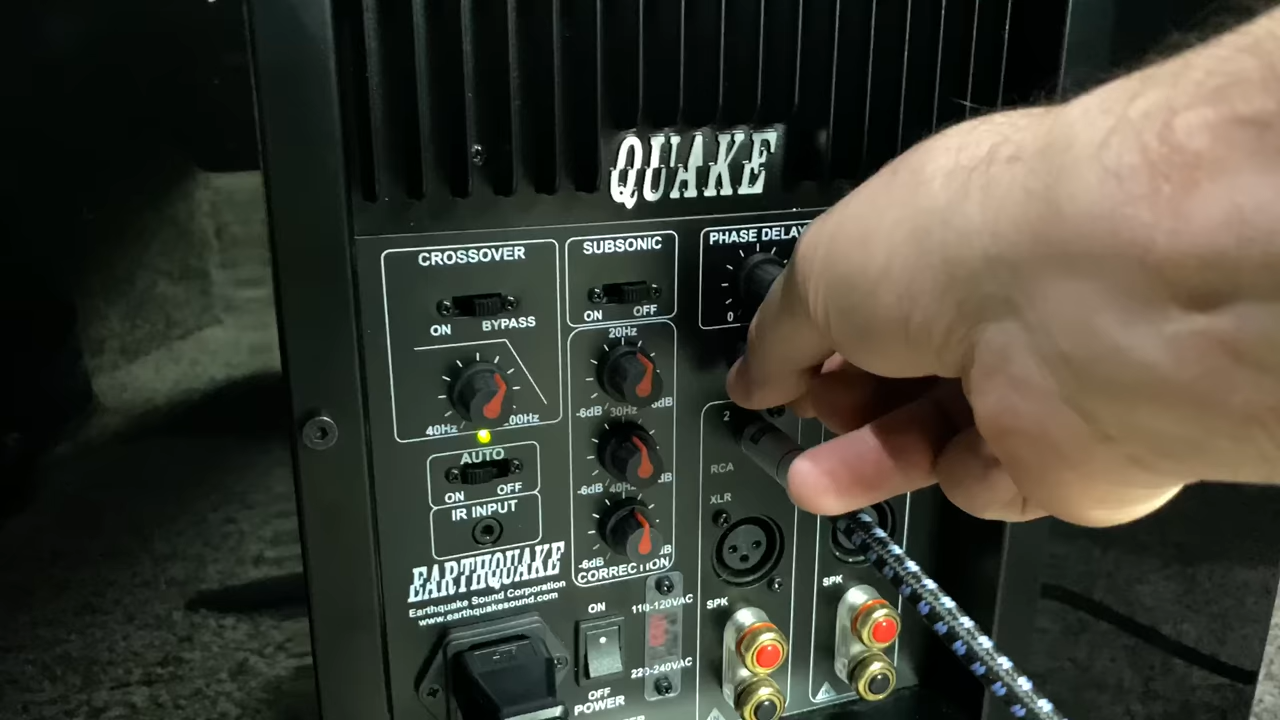 QUAKE
CROSSOVER
ON
BYPASS
40Hz
AUTO
ON
OFF
IR INPUT
EARTHQUAKE
Earthquake Sound Corporation
www.earthquakesound.com
SUBSONIC
ON
OFF
20Hz
-6dB
30Hz
-6dB
40Hz
-6dB
CORRECTION
ON
OFF
POWER
110-120VAC
220-240VAC
PHASE DELAY
0
2
RCA
XLR
SPK
SPK